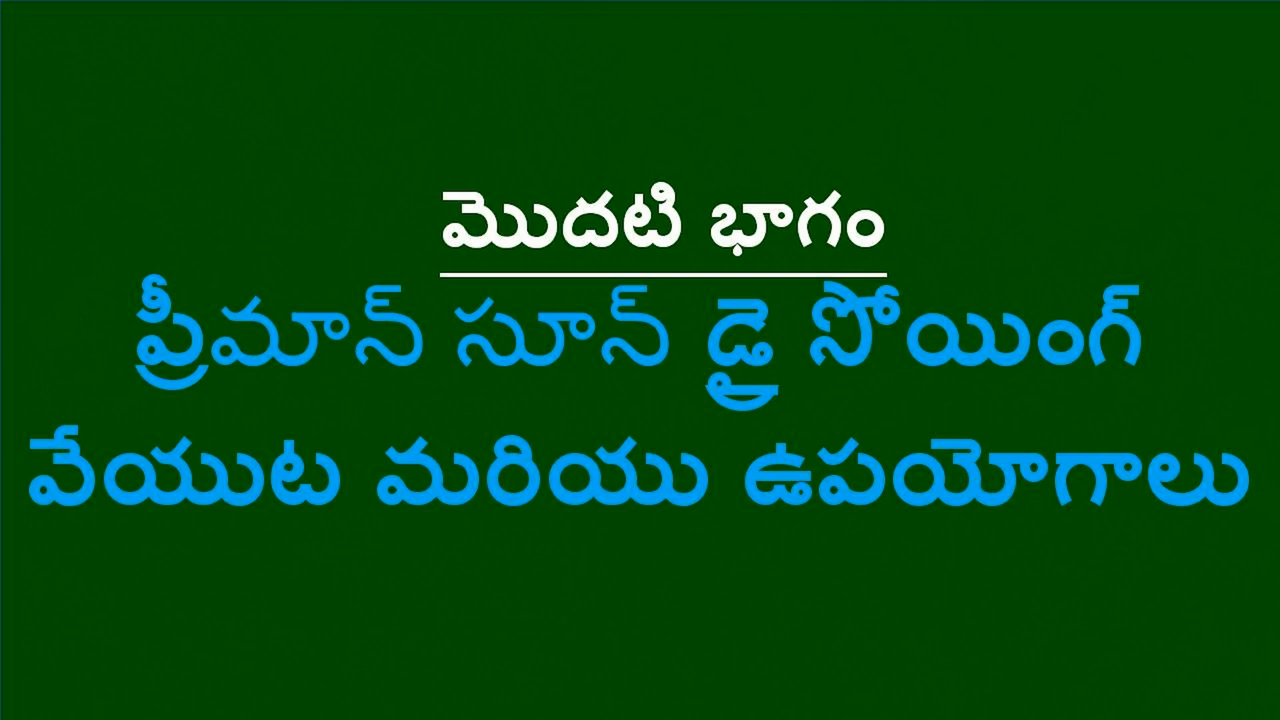 మొదటి భాగం
ప్రీమాన్ సూన్ డ్రై సోయింగ్
వేయుట మరియు ఉపయోగాలు